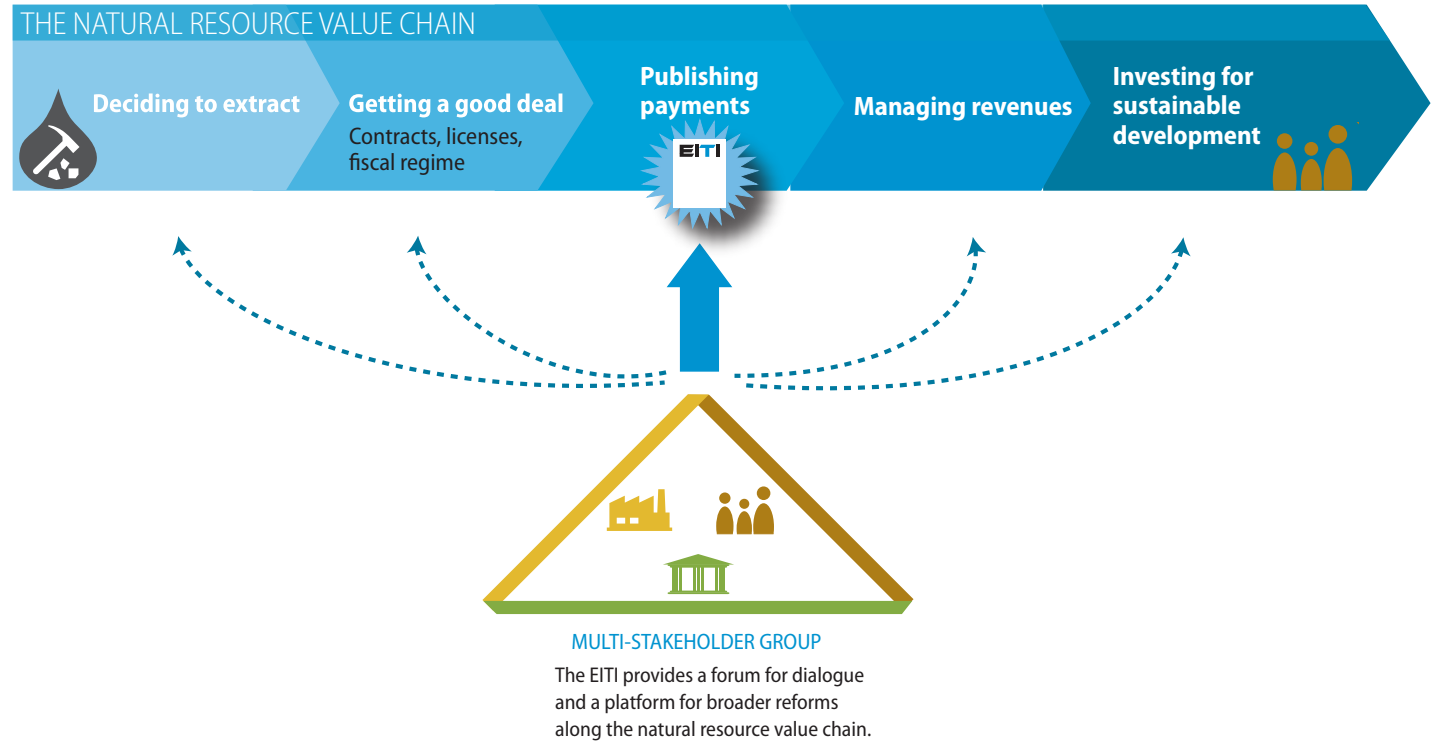 THE NATURAL RESOURCE VALUE CHAIN
Deciding to extract
Getting a good deal
Contracts, licenses,
fiscal regime
Publishing
payments
EITI
Managing revenues
Investing for
sustainable
development
MULTI-STAKEHOLDER GROUP
The EITI provides a forum for dialogue
and a platform for broader reforms
along the natural resource value chain.